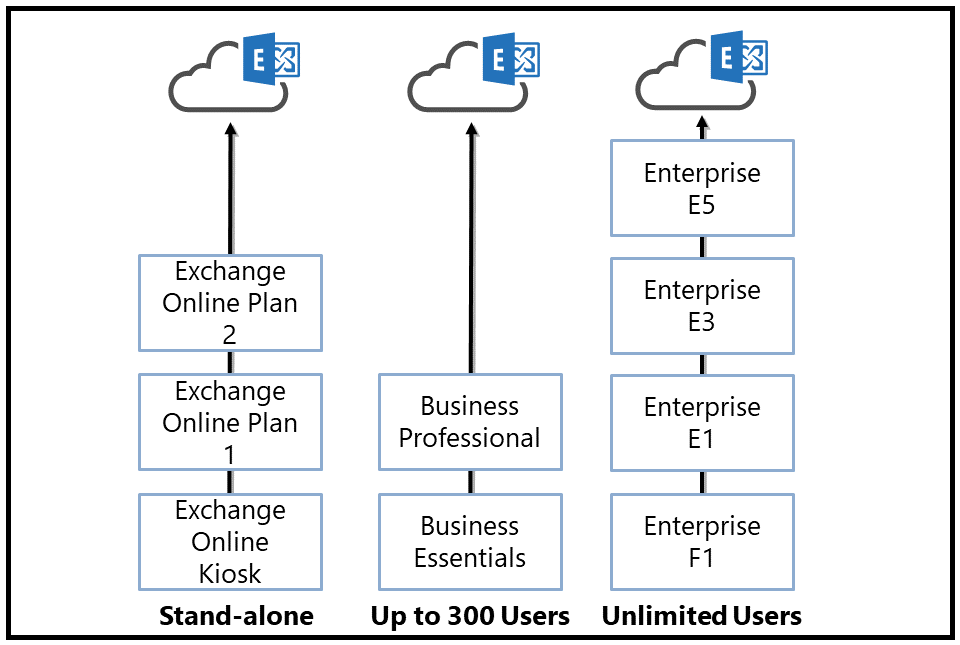 E
E
E
Exchange
Online Plan
2
Exchange
Online Plan
1
Exchange
Online
Kiosk
Stand-alone
Business
Professional
Business
Essentials
Up to 300 Users
Enterprise
E5
Enterprise
E3
Enterprise
E1
Enterprise
F1
Unlimited Users